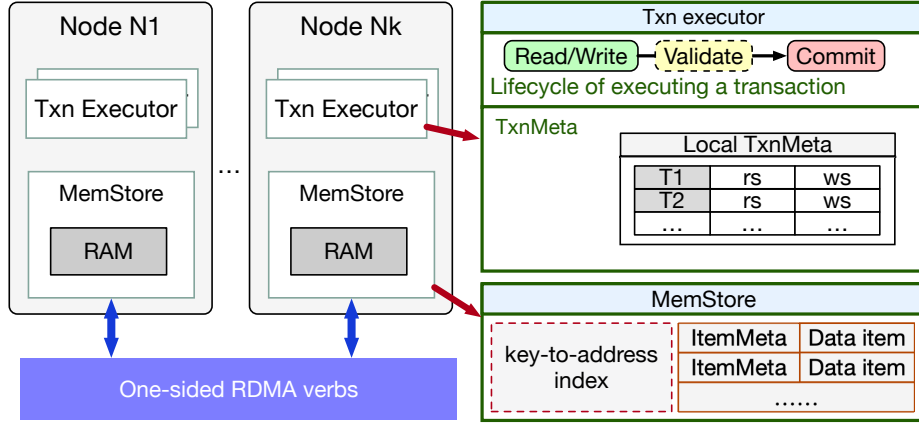 Node N1
Txn Executor
MemStore
RAM
...
Node Nk
Txn Executor
MemStore
RAM
One-sided RDMA verbs
Txn executor
Read/Write
Validate
Commit
Lifecycle of executing a transaction
TxnMeta
Local TxnMeta
T1 rs ws
T2 rs ws
... ... ...
MemStore
key-to-address
index
ItemMeta Data item
ItemMeta Data item
......